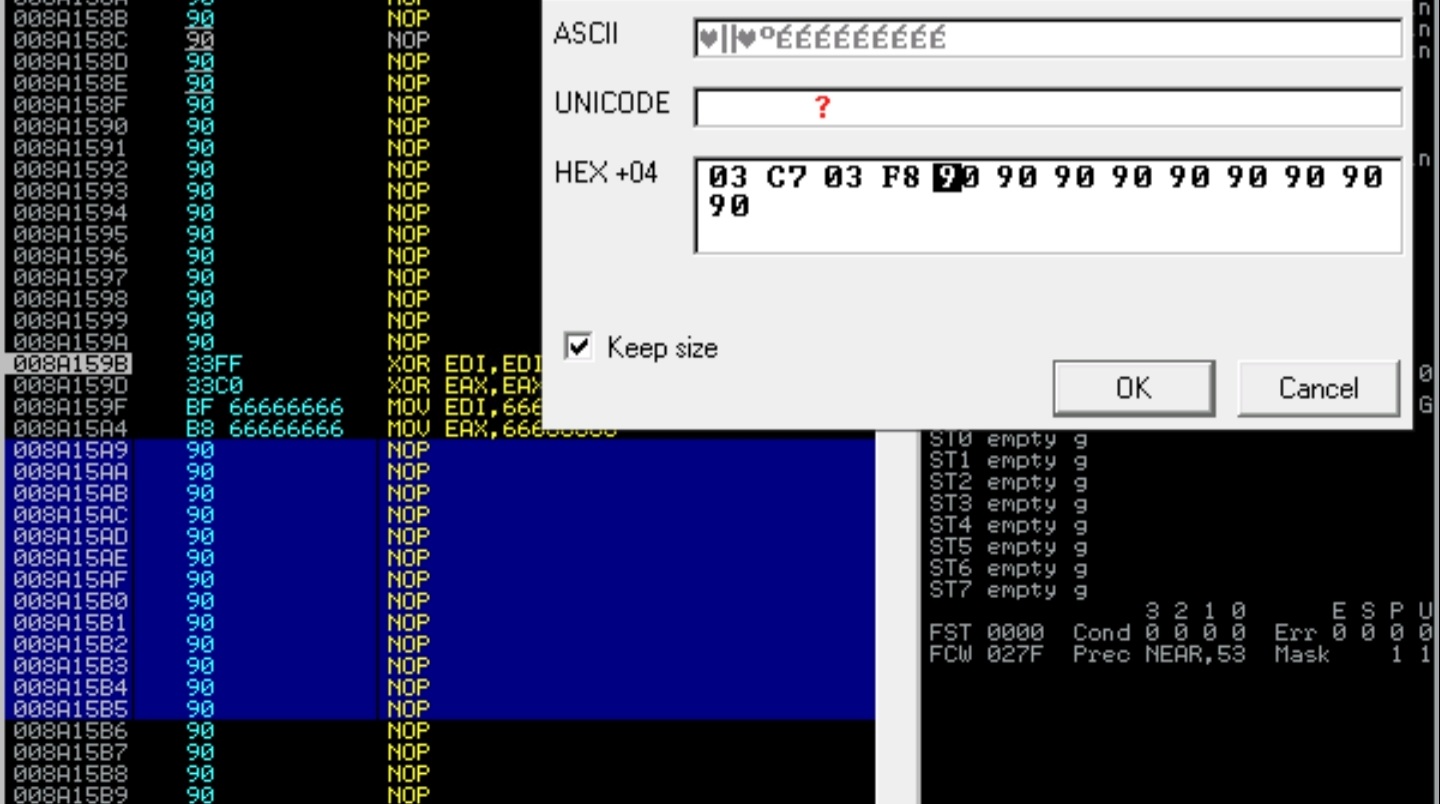 008A158B 90 NOP
008A158C 90 NOP
008A158D 90 NOP
008A158E 90 NOP
008A158F 90 NOP
008A1590 90 NOP
008A1591 90 NOP
008A1592 90 NOP
008A1593 90 NOP
008A1594 90 NOP
008A1595 90 NOP
008A1596 90 NOP
008A1597 90 NOP
008A1598 90 NOP
008A1599 90 NOP
008A159A 90 NOP
008A159B 33FF XOR EDI,EDI
008A159D 33C0 XOR EAX,EAX
008A159F BF 66666666 MOV EDI,666
008A15A4 B8 66666666 MOV EAX,66666666
008A15A9 90 NOP
008A15AA 90 NOP
008A15AB 90 NOP
008A15AC 90 NOP
008A15AD 90 NOP
008A15AE 90 NOP
008A15AF 90 NOP
008A15B0 90 NOP
008A15B1 90 NOP
008A15B2 90 NOP
008A15B3 90 NOP
008A15B4 90 NOP
008A15B5 90 NOP
008A15B6 90 NOP
008A15B7 90 NOP
008A15B8 90 NOP
008A15B9 90 NOP
ASCII ♥||♥ºÉÉÉÉÉÉÉÉÉ
UNICODE ?
HEX +04 03 C7 03 F8 90 90 90 90 90 90 90 90
90
Keep size
OK Cancel
ST0 empty g
ST1 empty g
ST2 empty g
ST3 empty g
ST4 empty g
ST5 empty g
ST6 empty g
ST7 empty g
3 2 1 0 E S P U
FST 0000 Cond 0 0 0 0 Err 0 0 0 0
FCW 027F Prec NEAR,53 Mask 1 1